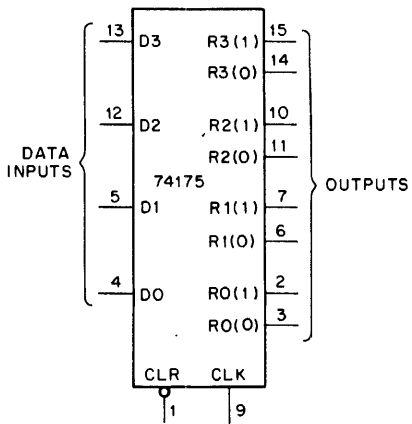 13 D3 R3(1) 15
R3(0) 14
12 D2 R2(1) 10
R2(0) 11
DATA INPUTS
74175
OUTPUTS
5 D1 R1(1) 7
R1(0) 6
4 D0 R0(1) 2
R0(0) 3
CLR CLK
1 9